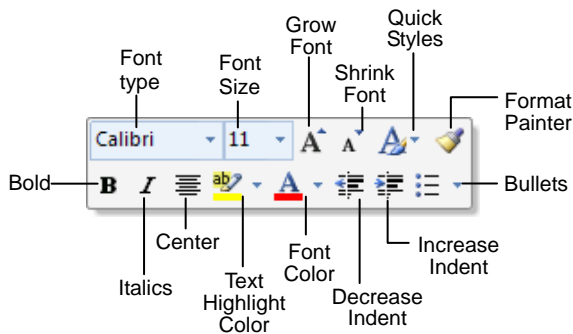 Grow
Font
Quick
Styles
Font
type
Font
Size
Shrink
Font
Format
Painter
Calibri
11
A
A
A
Bold
B
I
ab
A
Bullets
Center
Italics
Text
Highlight
Color
Font
Color
Decrease
Indent
Increase
Indent